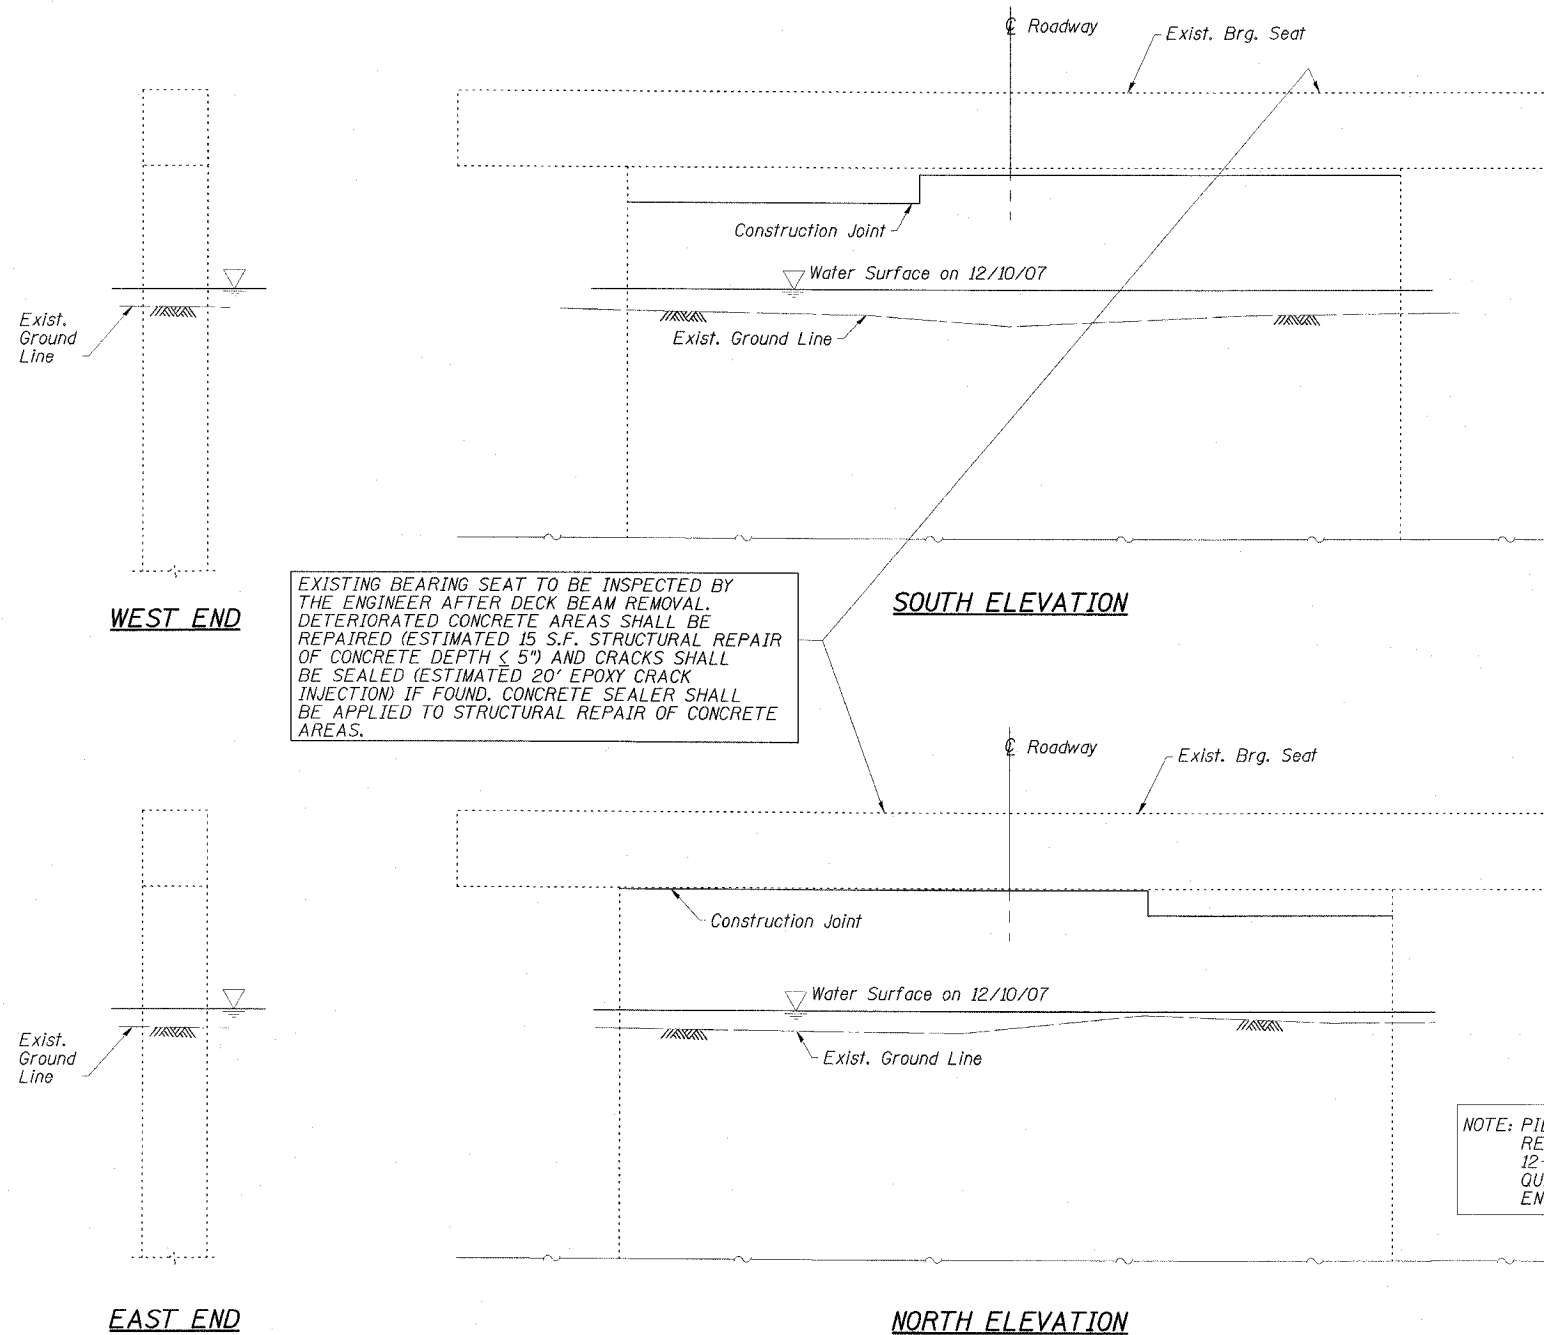 ℄ Roadway
Exist. Brg. Seat
Construction Joint
Water Surface on 12/10/07
Exist.
Ground
Line
Exist. Ground Line
WEST END
SOUTH ELEVATION
EXISTING BEARING SEAT TO BE INSPECTED BY
THE ENGINEER AFTER DECK BEAM REMOVAL.
DETERIORATED CONCRETE AREAS SHALL BE
REPAIRED (ESTIMATED 15 S.F. STRUCTURAL REPAIR
OF CONCRETE DEPTH ≤ 5") AND CRACKS SHALL
BE SEALED (ESTIMATED 20' EPOXY CRACK
INJECTION) IF FOUND. CONCRETE SEALER SHALL
BE APPLIED TO STRUCTURAL REPAIR OF CONCRETE
AREAS.
℄ Roadway
Exist. Brg. Seat
Construction Joint
Water Surface on 12/10/07
Exist.
Ground
Line
Exist. Ground Line
NOTE:
12-
EAST END
NORTH ELEVATION